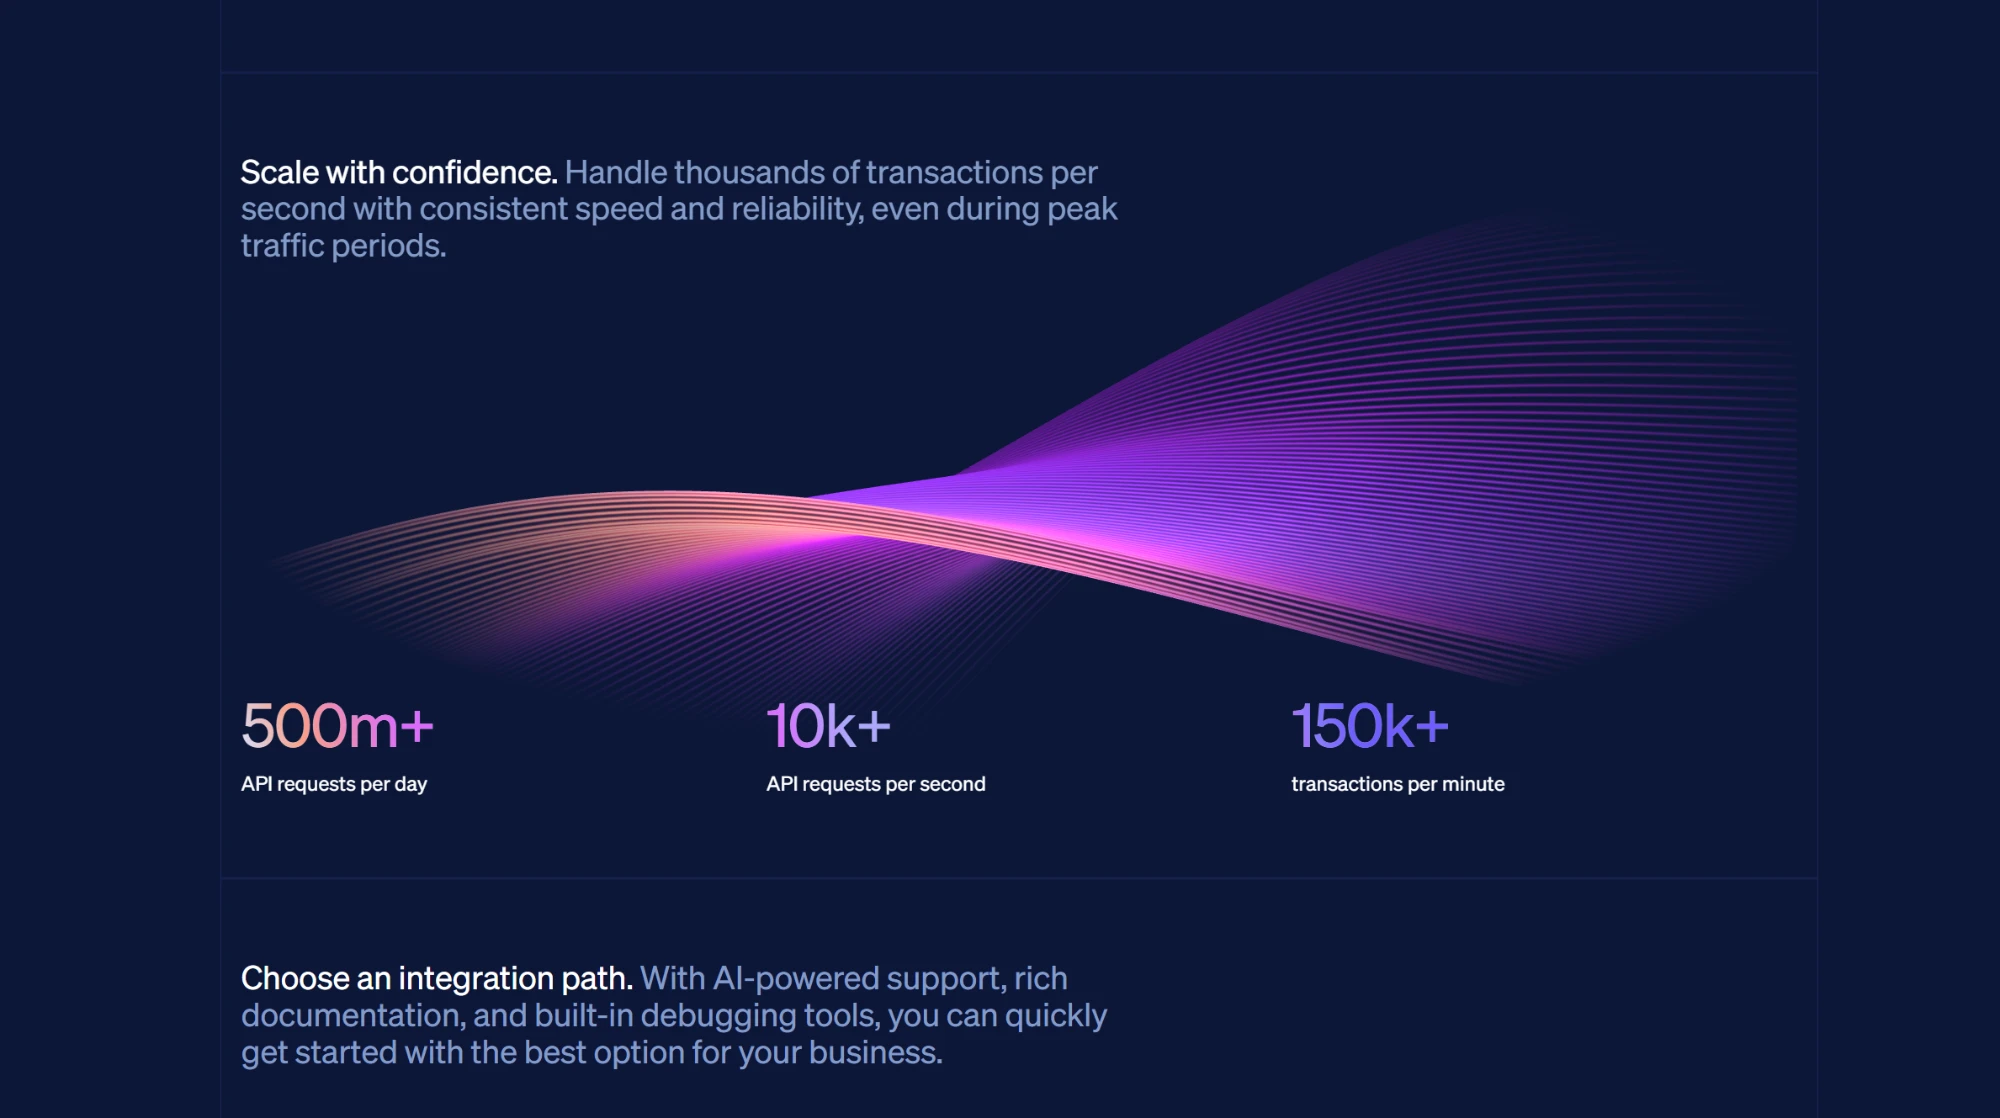 Scale with confidence. Handle thousands of transactions per
second with consistent speed and reliability, even during peak
traffic periods.
500m+
API requests per day
10k+
API requests per second
150k+
transactions per minute
Choose an integration path. With AI-powered support, rich
documentation, and built-in debugging tools, you can quickly
get started with the best option for your business.